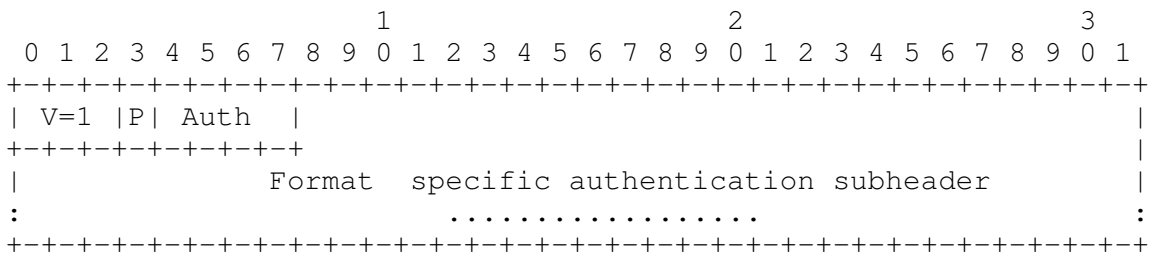 1                   2                   3
 0 1 2 3 4 5 6 7 8 9 0 1 2 3 4 5 6 7 8 9 0 1 2 3 4 5 6 7 8 9 0 1
+-+-+-+-+-+-+-+-+-+-+-+-+-+-+-+-+-+-+-+-+-+-+-+-+-+-+-+-+-+-+-+-+
| V=1 |P| Auth  |                                               |
+-+-+-+-+-+-+-+-+                                               |
|              Format  specific authentication subheader        |
:                        ..................                     :
+-+-+-+-+-+-+-+-+-+-+-+-+-+-+-+-+-+-+-+-+-+-+-+-+-+-+-+-+-+-+-+-+